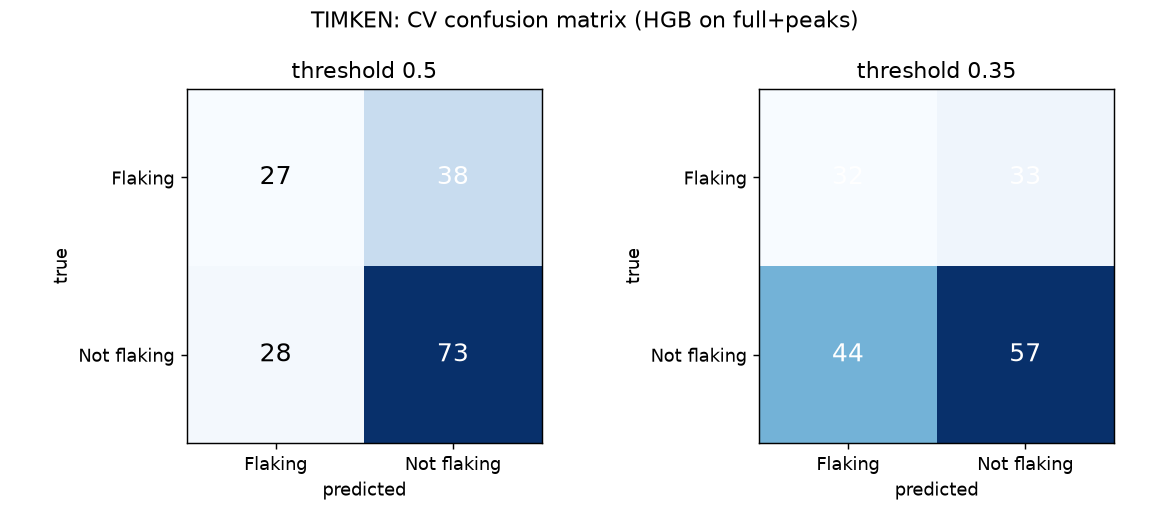 TIMKEN: CV confusion matrix (HGB on full+peaks)
threshold 0.5
threshold 0.35
true
Flaking
27
38
Not flaking
28
73
Flaking
Not flaking
predicted
true
Flaking
32
33
Not flaking
44
57
Flaking
Not flaking
predicted